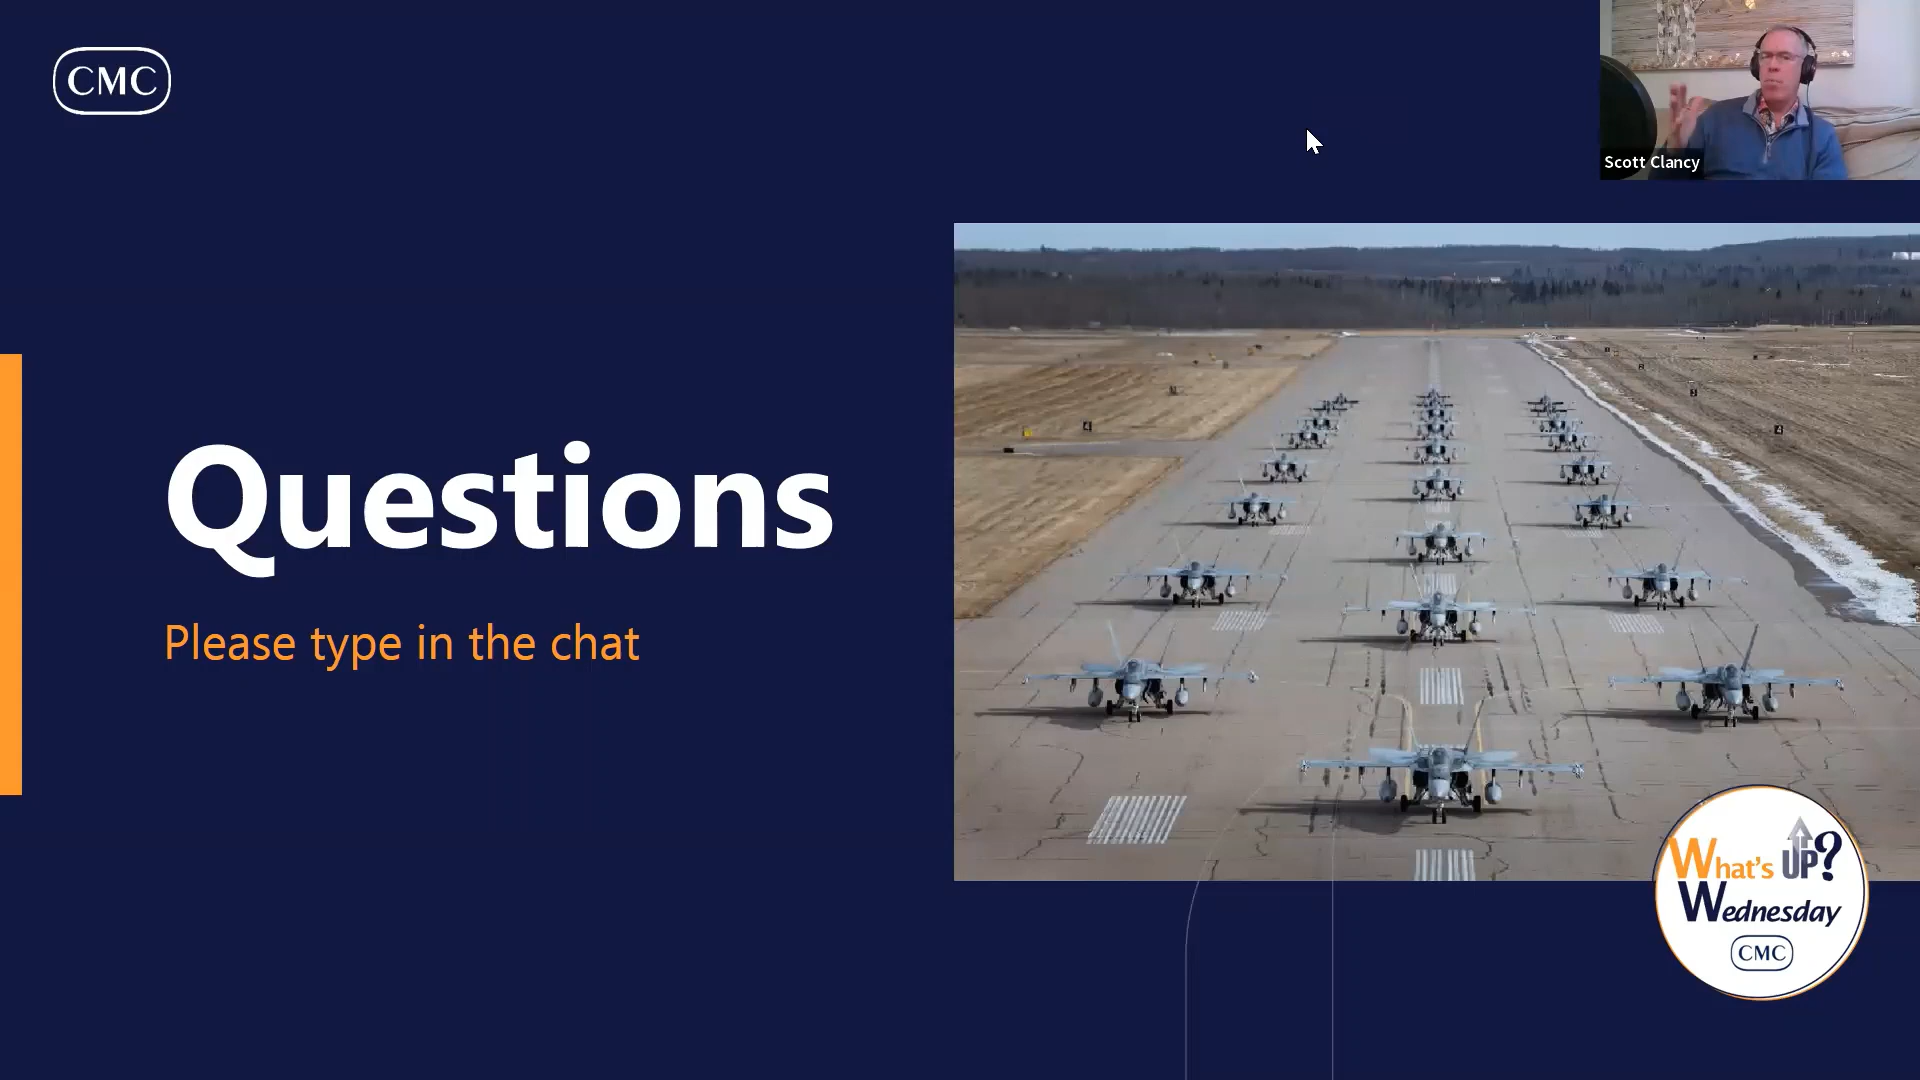 CMC
Scott Clancy
Questions
Please type in the chat
What's UP?
Wednesday
CMC